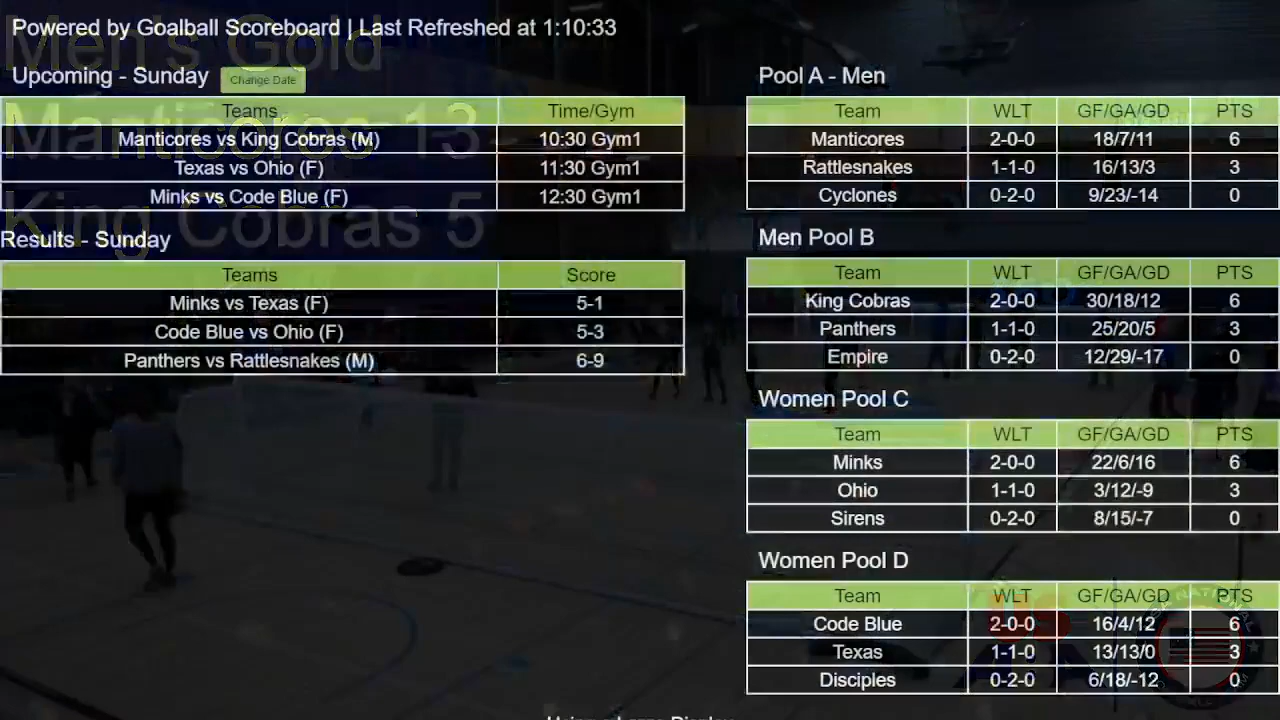 Powered by Goalball Scoreboard | Last Refreshed at 1:10:33
Men's Gold
Manticores 13
King Cobras 5
Upcoming - Sunday Change Date
Teams Time/Gym
Manticores vs King Cobras (M) 10:30 Gym1
Texas vs Ohio (F) 11:30 Gym1
Minks vs Code Blue (F) 12:30 Gym1
Results - Sunday
Teams Score
Minks vs Texas (F) 5-1
Code Blue vs Ohio (F) 5-3
Panthers vs Rattlesnakes (M) 6-9
Pool A - Men
Team WLT GF/GA/GD PTS
Manticores 2-0-0 18/7/11 6
Rattlesnakes 1-1-0 16/13/3 3
Cyclones 0-2-0 9/23/-14 0
Men Pool B
Team WLT GF/GA/GD PTS
King Cobras 2-0-0 30/18/12 6
Panthers 1-1-0 25/20/5 3
Empire 0-2-0 12/29/-17 0
Women Pool C
Team WLT GF/GA/GD PTS
Minks 2-0-0 22/6/16 6
Ohio 1-1-0 3/12/-9 3
Sirens 0-2-0 8/15/-7 0
Women Pool D
Team WLT GF/GA/GD PTS
Code Blue 2-0-0 16/4/12 6
Texas 1-1-0 13/13/0 3
Disciples 0-2-0 6/18/-12 0